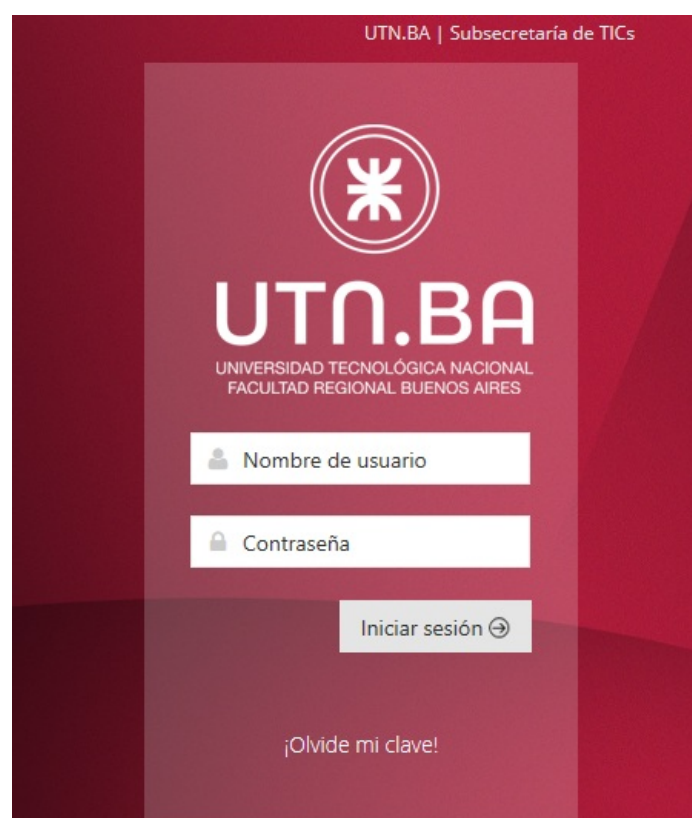 UTN.BA | Subsecretaría de TICs
UTN.BA
UNIVERSIDAD TECNOLÓGICA NACIONAL
FACULTAD REGIONAL BUENOS AIRES
Nombre de usuario
Contraseña
Iniciar sesión
¡Olvide mi clave!